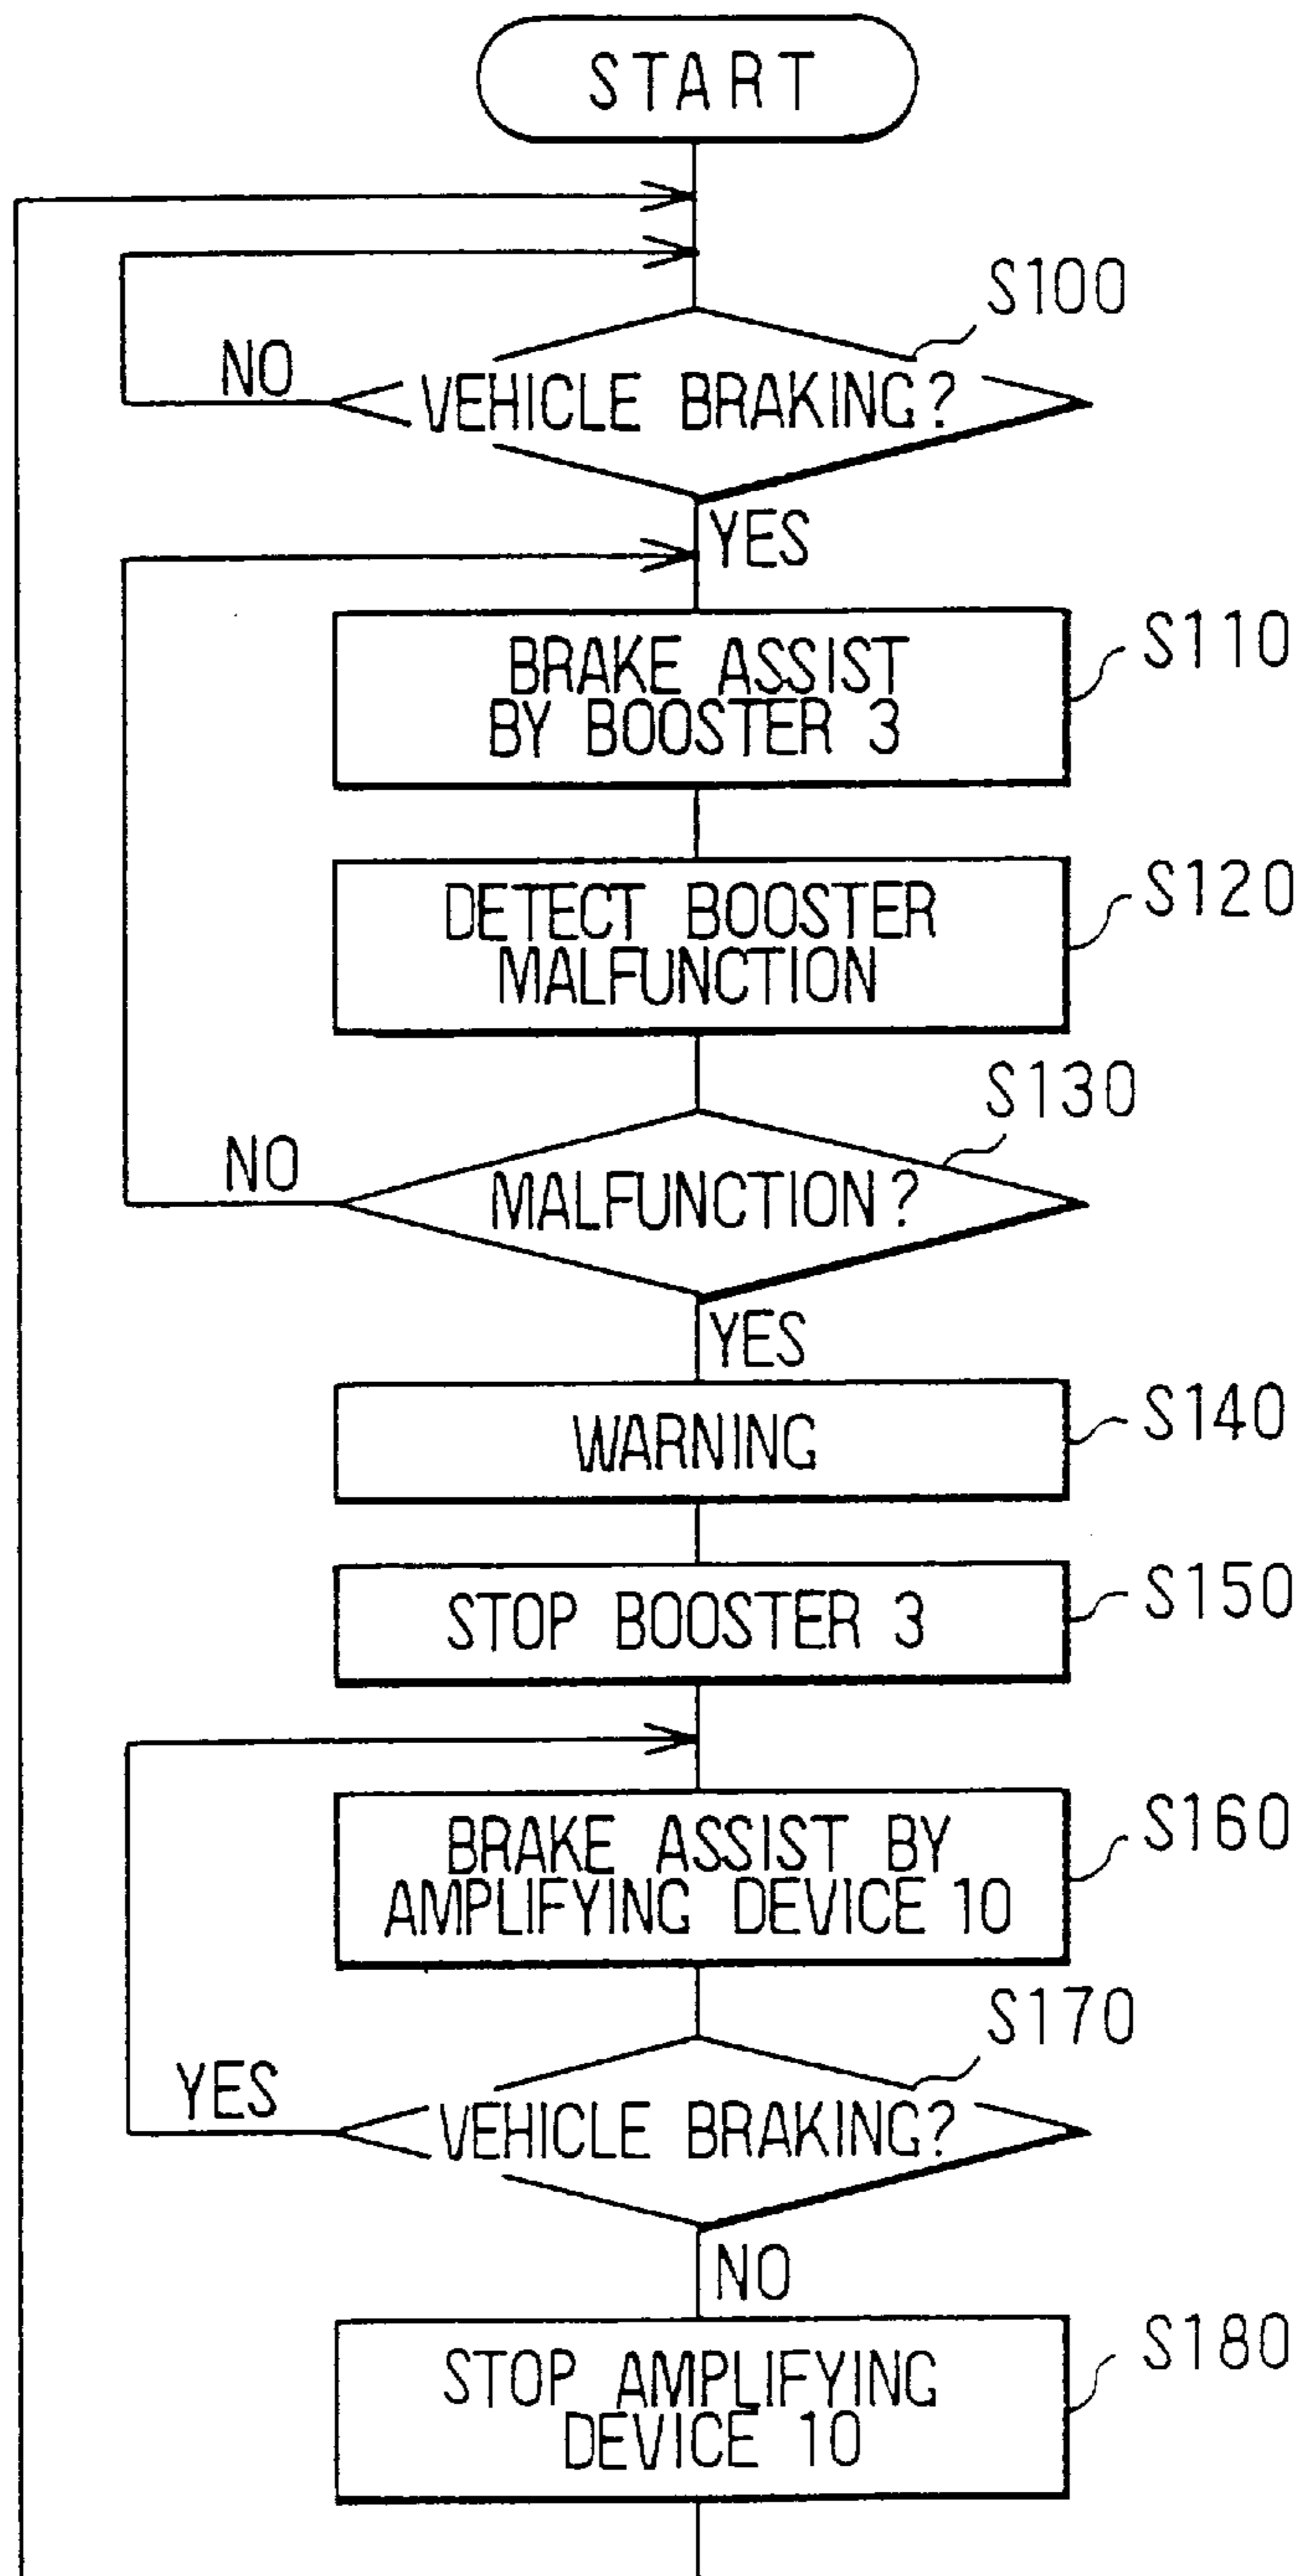 START
S100
NO
VEHICLE BRAKING?
YES
BRAKE ASSIST
BY BOOSTER 3
S110
DETECT BOOSTER
MALFUNCTION
S120
S130
NO
MALFUNCTION?
YES
WARNING
S140
STOP BOOSTER 3
S150
BRAKE ASSIST BY
AMPLIFYING DEVICE 10
S160
S170
YES
VEHICLE BRAKING?
NO
STOP AMPLIFYING
DEVICE 10
S180